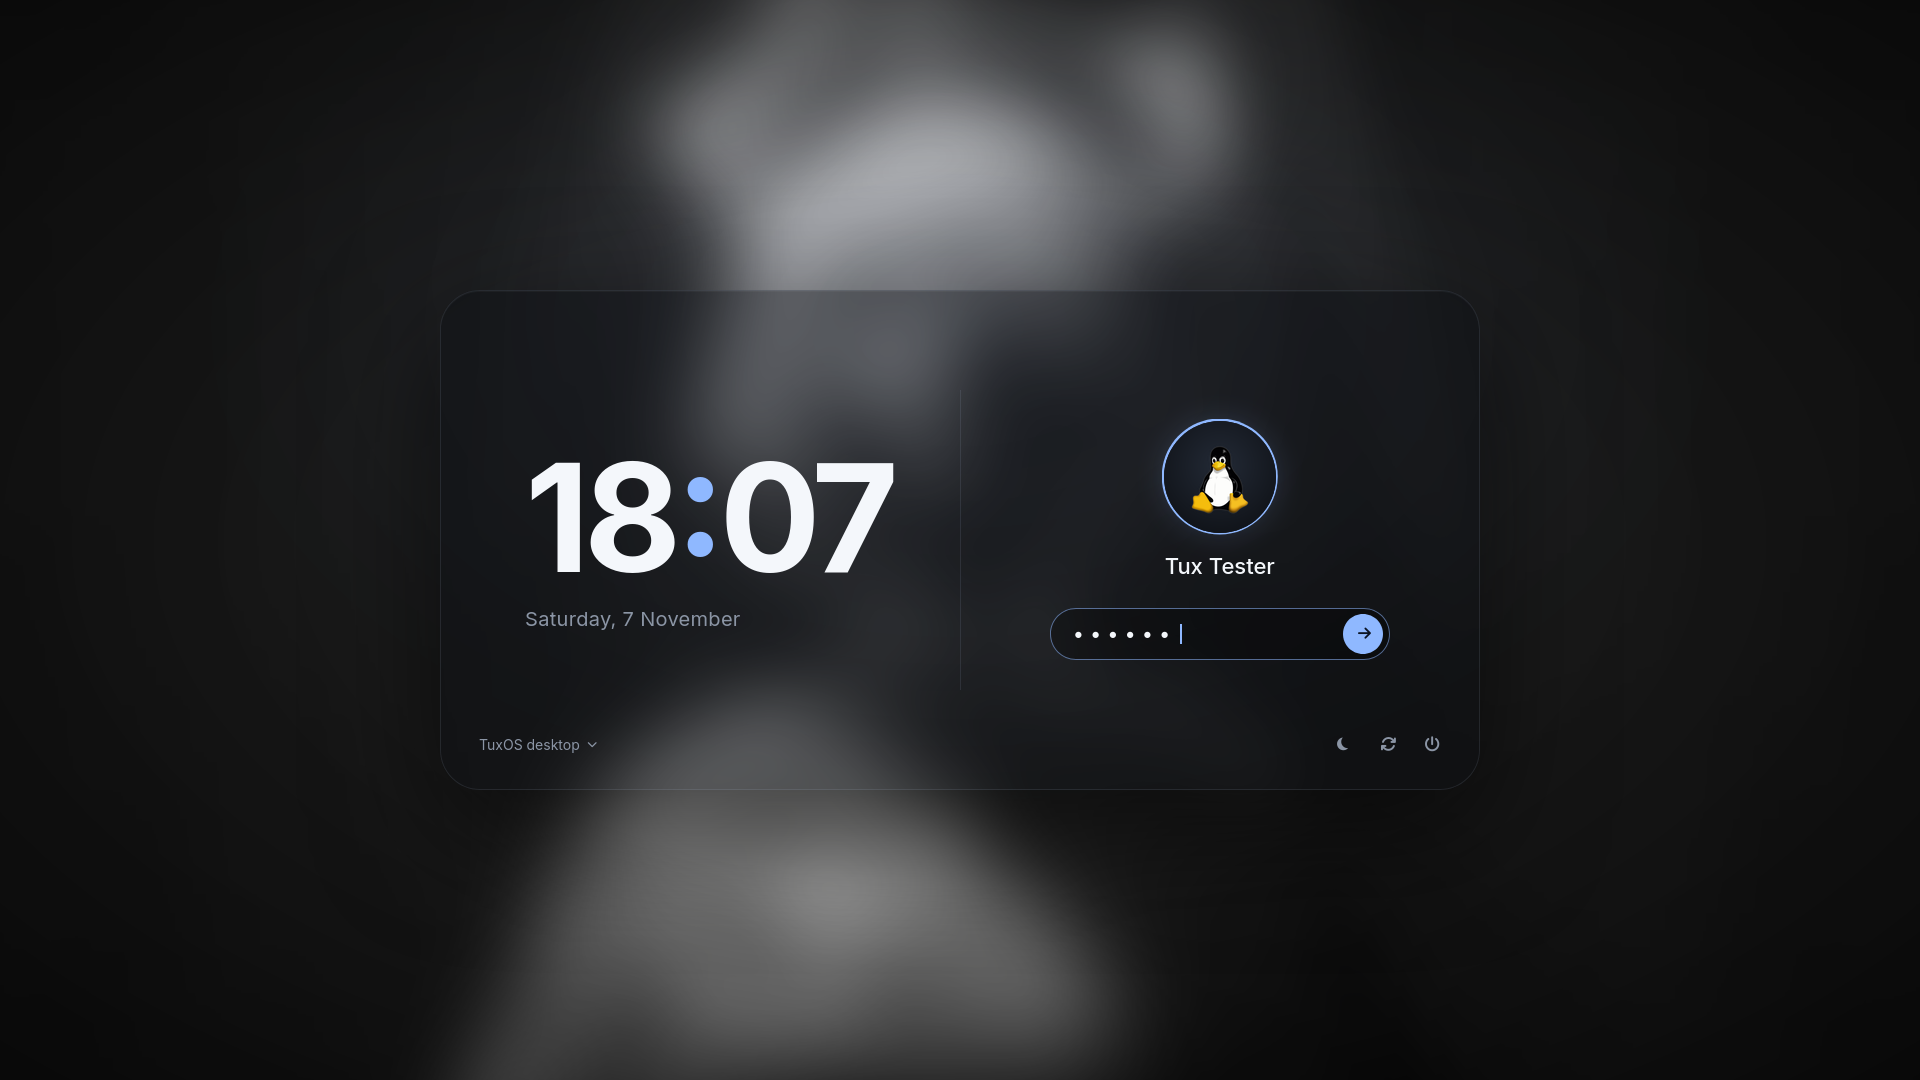 18:07
Saturday, 7 November
Tux Tester
••••••
TuxOS desktop